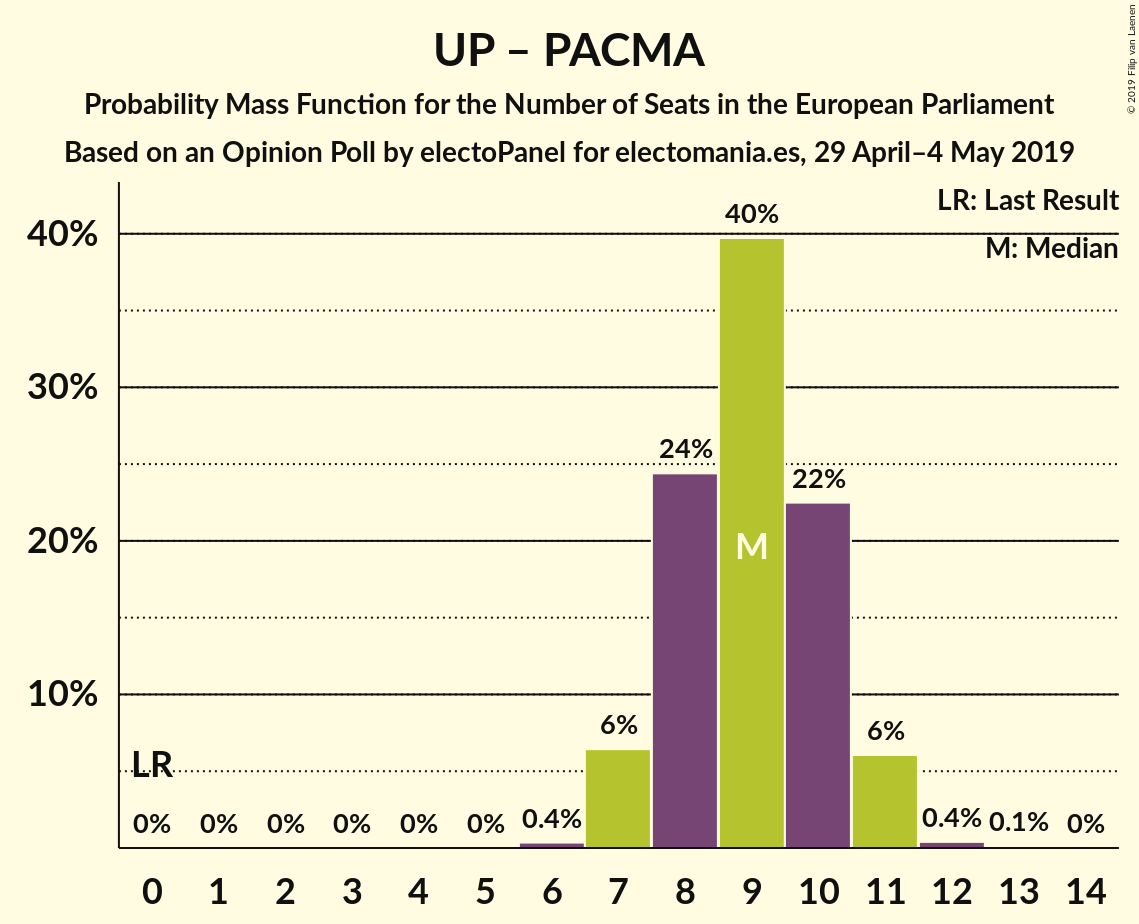 UP – PACMA
Probability Mass Function for the Number of Seats in the European Parliament
Based on an Opinion Poll by electoPanel for electomania.es, 29 April–4 May 2019
© 2019 Filip van Laenen
LR: Last Result
M: Median
40%
30%
20%
10%
LR
0% 0% 0% 0% 0% 0% 0.4% 6% 24% 40% 22% 6% 0.4% 0.1% 0%
M
0 1 2 3 4 5 6 7 8 9 10 11 12 13 14